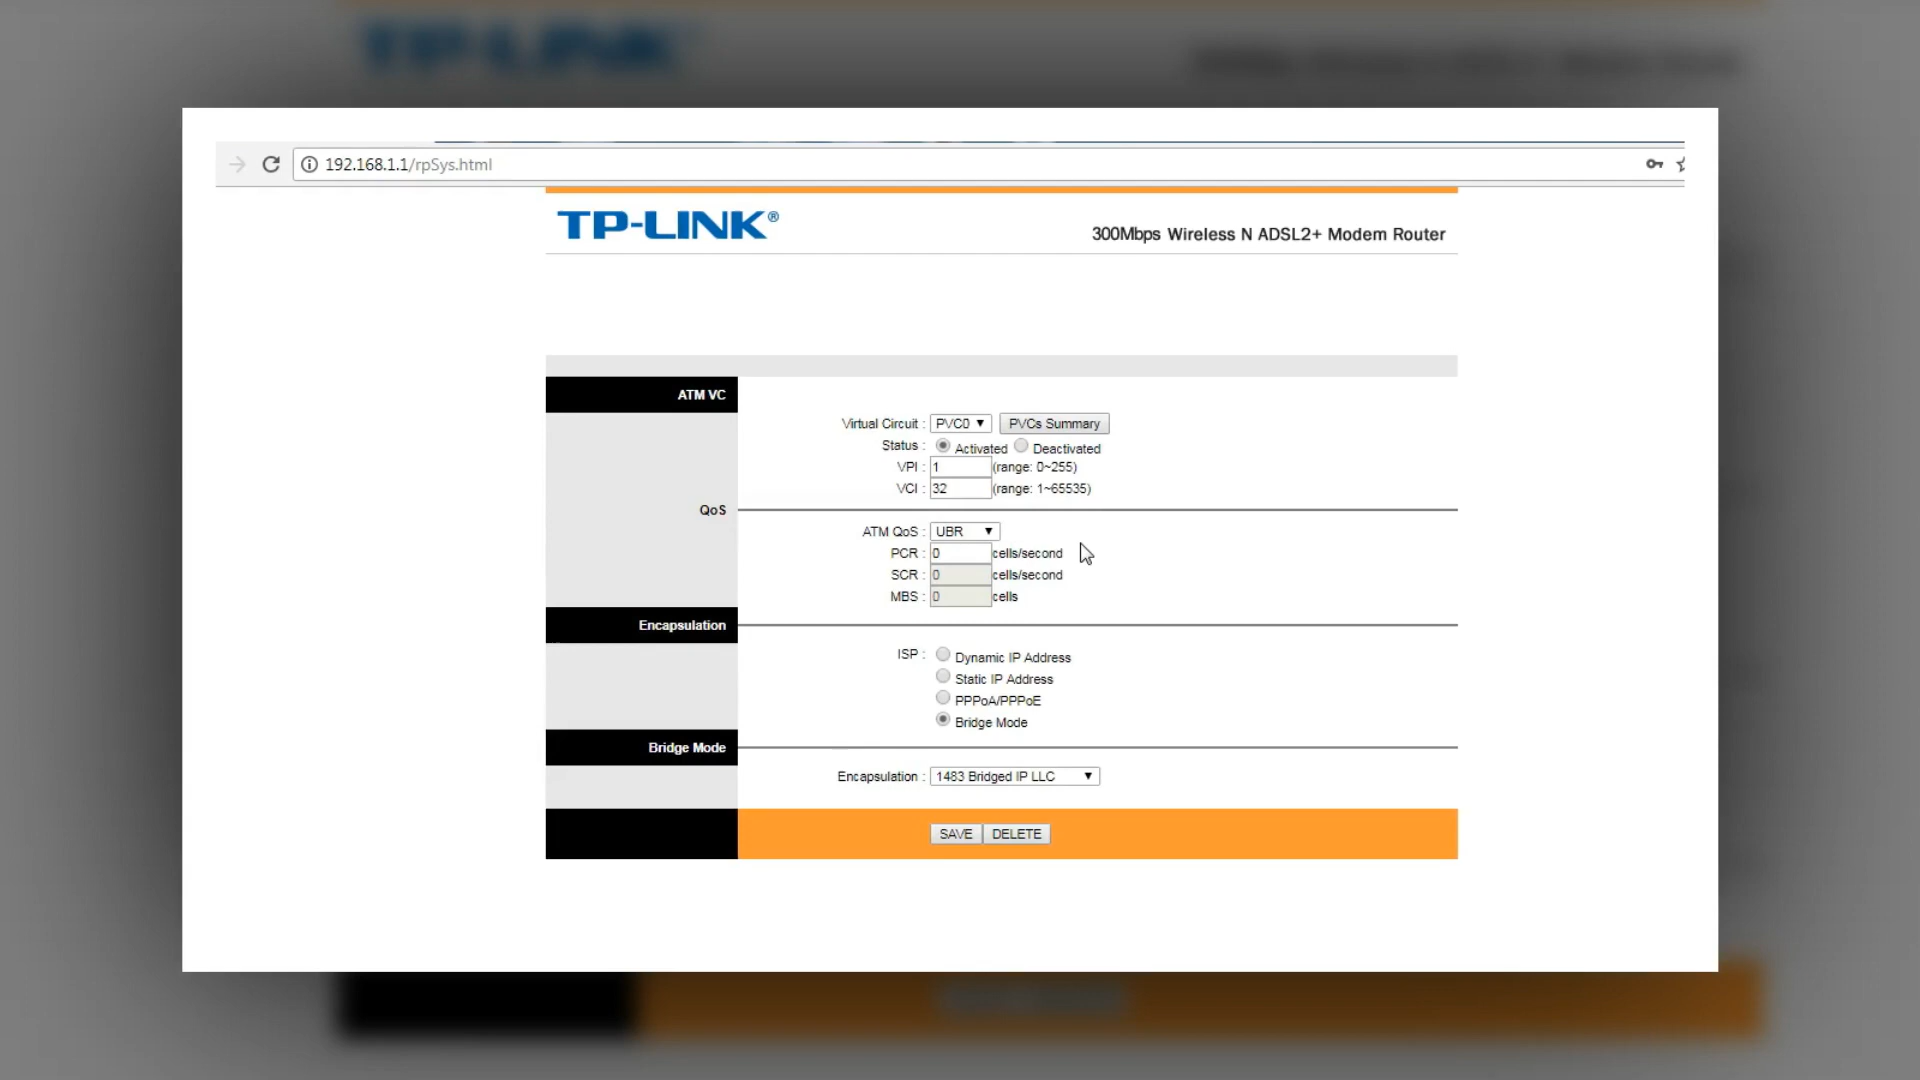 TP-LINK
192.168.1.1/rpSys.html
TP-LINK®
300Mbps Wireless N ADSL2+ Modem Router
ATM VC
Virtual Circuit : PVC0 PVCs Summary
Status : Activated Deactivated
VPI : 1 (range: 0~255)
VCI : 32 (range: 1~65535)
QoS
ATM QoS : UBR
PCR : 0 cells/second
SCR : 0 cells/second
MBS : 0 cells
Encapsulation
ISP : Dynamic IP Address
Static IP Address
PPPoA/PPPoE
Bridge Mode
Bridge Mode
Encapsulation : 1483 Bridged IP LLC
SAVE DELETE